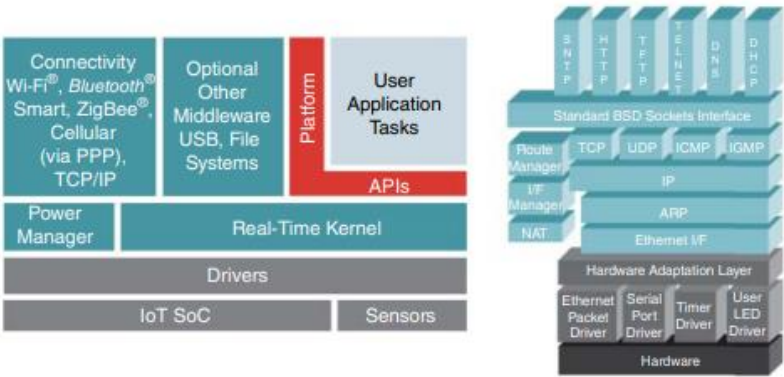 Connectivity
Wi-Fi®, Bluetooth®
Smart, ZigBee®,
Cellular
(via PPP),
TCP/IP
Optional
Other
Middleware
USB, File
Systems
Platform
APIs
User
Application
Tasks
Power
Manager
Real-Time Kernel
Drivers
IoT SoC
Sensors
SNTP
HTTP
TFTP
TELNET
DNS
DHCP
Standard BSD Sockets Interface
Route
Manager
TCP
UDP
ICMP
IGMP
I/F
Manager
IP
NAT
ARP
Ethernet I/F
Hardware Adaptation Layer
Ethernet
Packet
Driver
Serial
Port
Driver
Timer
Driver
User
LED
Driver
Hardware